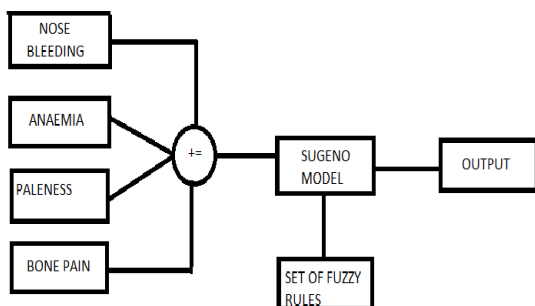 NOSE
BLEEDING
ANAEMIA
PALENESS
BONE PAIN
+=
SUGENO
MODEL
SET OF FUZZY
RULES
OUTPUT